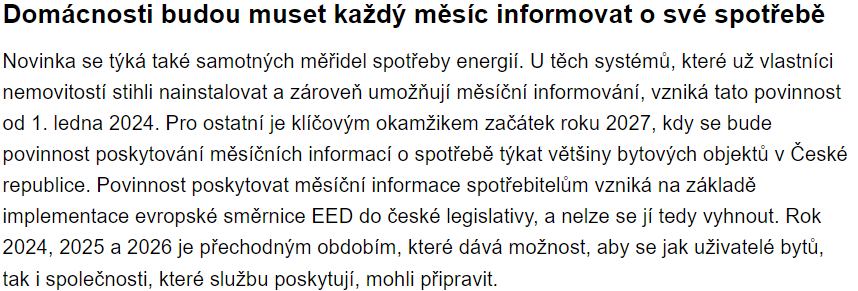 Domácnosti budou muset každý měsíc informovat o své spotřebě
Novinka se týká také samotných měřidel spotřeby energií. U těch systémů, které už vlastníci
nemovitostí stihli nainstalovat a zároveň umožňují měsíční informování, vzniká tato povinnost
od 1. ledna 2024. Pro ostatní je klíčovým okamžikem začátek roku 2027, kdy se bude
povinnost poskytování měsíčních informací o spotřebě týkat většiny bytových objektů v České
republice. Povinnost poskytovat měsíční informace spotřebitelům vzniká na základě
implementace evropské směrnice EED do české legislativy, a nelze se jí tedy vyhnout. Rok
2024, 2025 a 2026 je přechodným obdobím, které dává možnost, aby se jak uživatelé bytů,
tak i společnosti, které službu poskytují, mohli připravit.